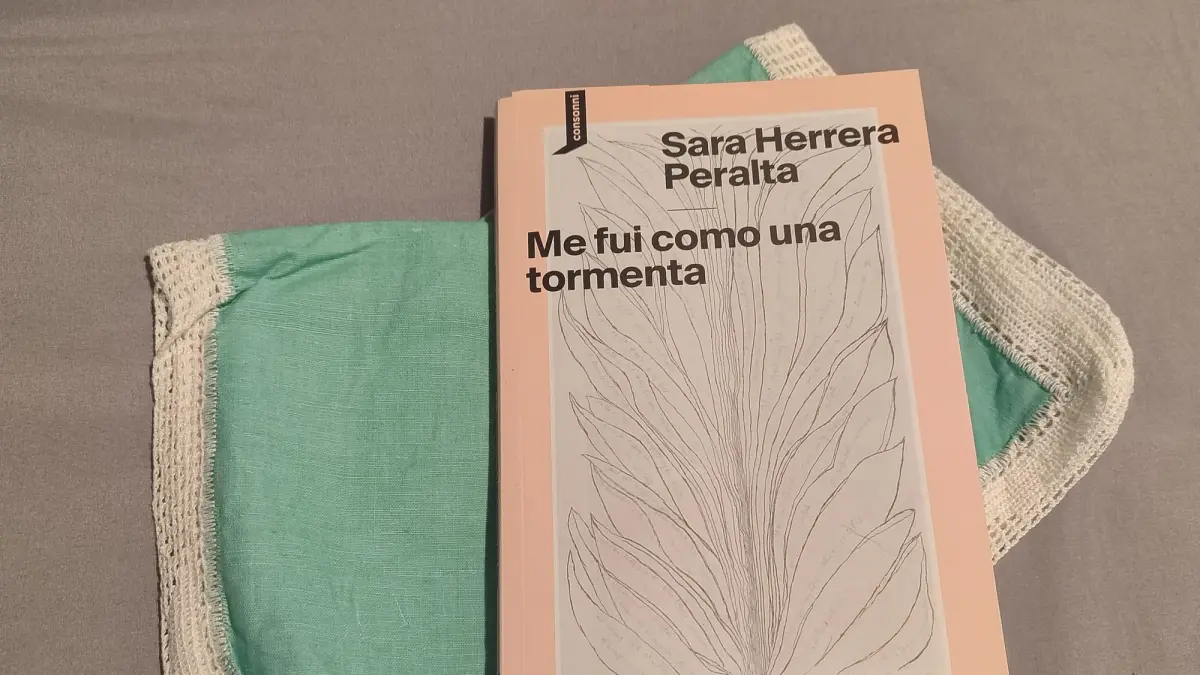 consonni
Sara Herrera
Peralta
Me fui como una
tormenta